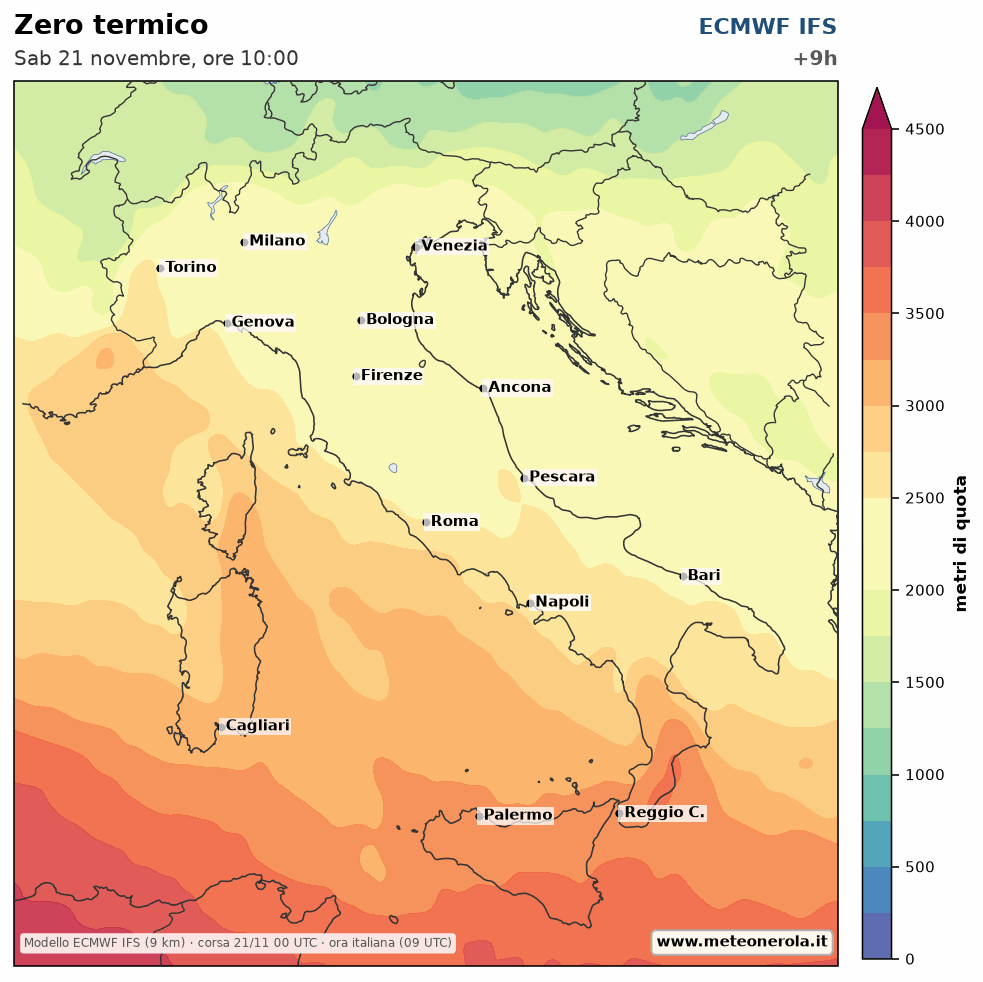 Zero termico
ECMWF IFS
Sab 21 novembre, ore 10:00
+9h
4500
4000
3500
3000
2500
2000
1500
1000
500
0
metri di quota
Milano
Venezia
Torino
Genova
Bologna
Firenze
Ancona
Pescara
Roma
Bari
Napoli
Cagliari
Palermo
Reggio C.
Modello ECMWF IFS (9 km) · corsa 21/11 00 UTC · ora italiana (09 UTC)
www.meteonerola.it